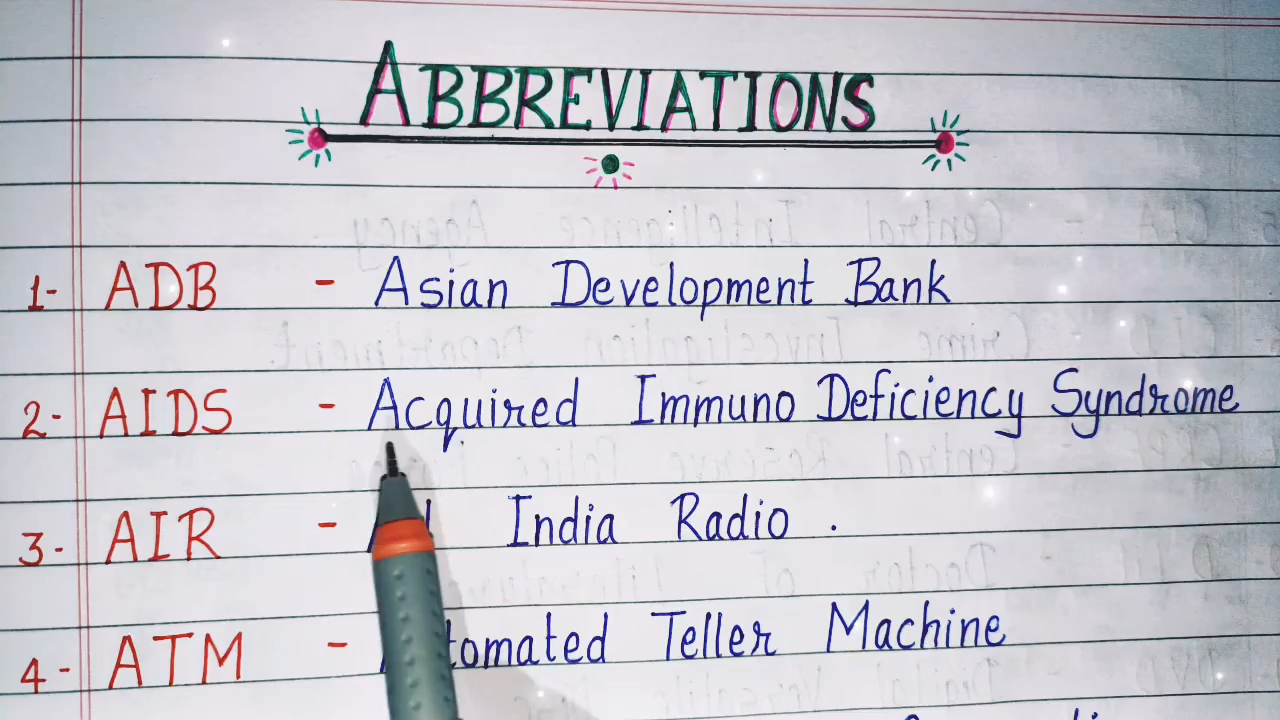 ABBREVIATIONS
1- ADB - Asian Development Bank
2- AIDS - Acquired Immuno Deficiency Syndrome
3- AIR - India Radio .
4- ATM - Teller Machine